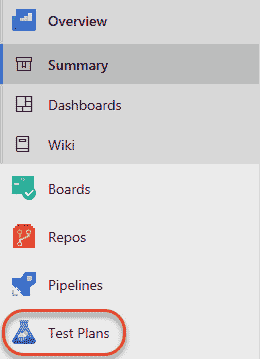 Overview
Summary
Dashboards
Wiki
Boards
Repos
Pipelines
Test Plans